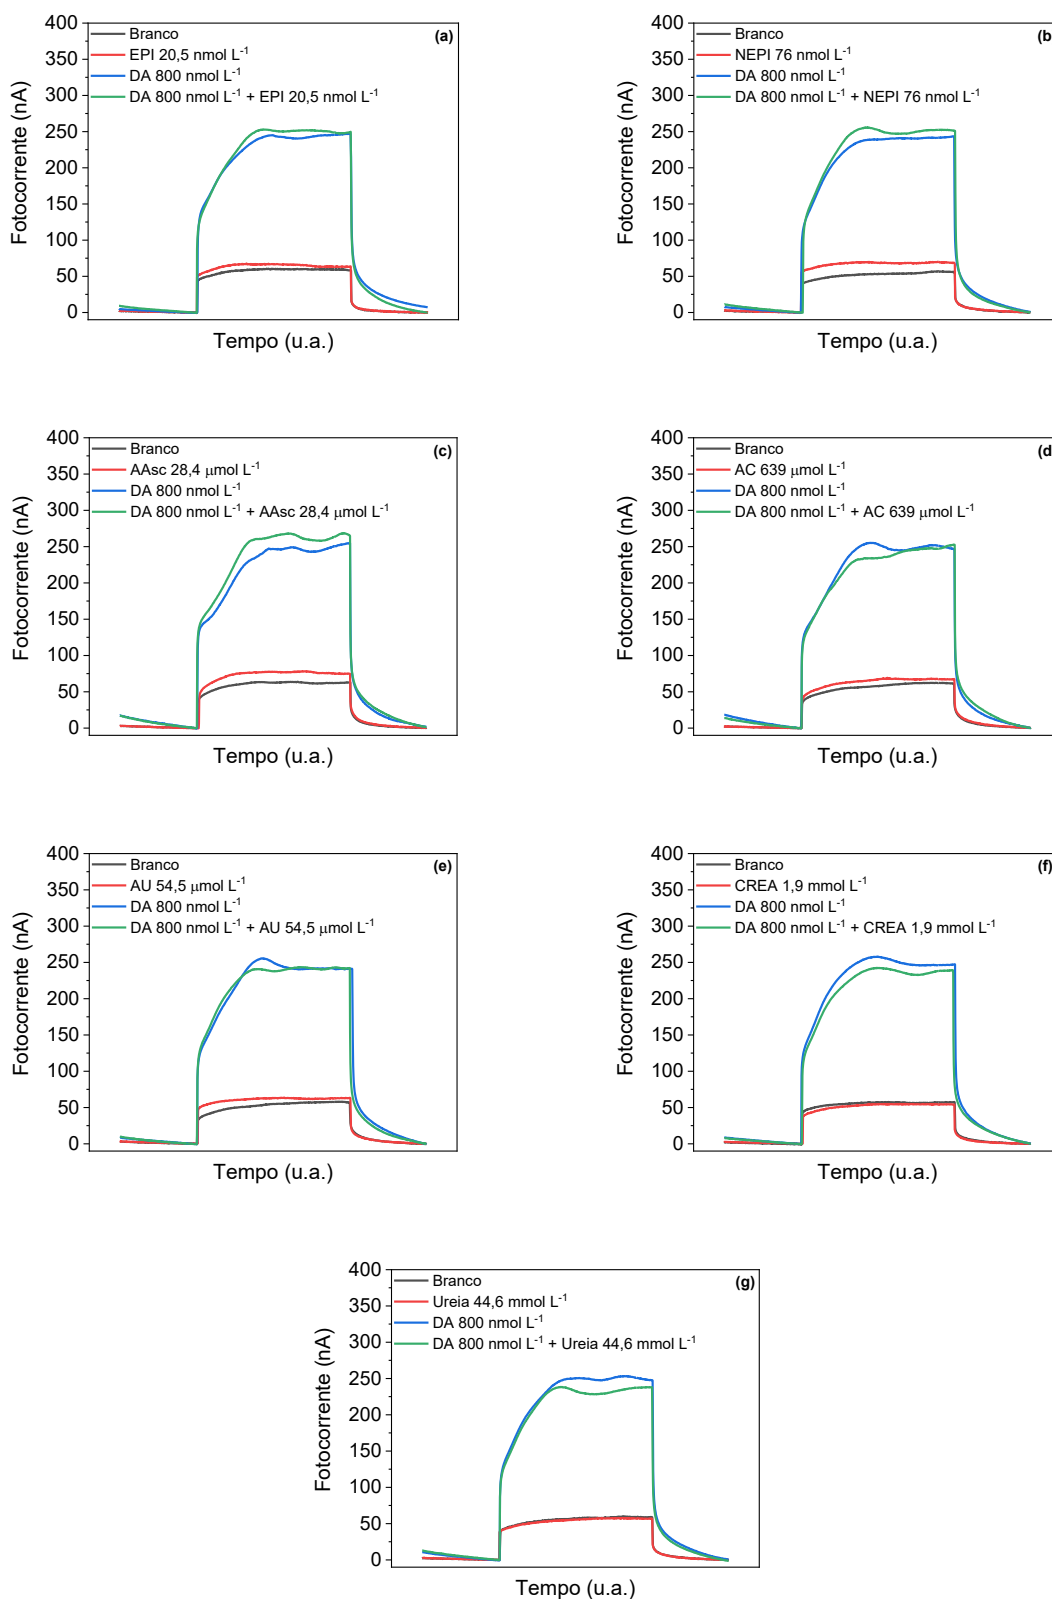 (a)
Branco
EPI 20,5 nmol L-1
DA 800 nmol L-1
DA 800 nmol L-1 + EPI 20,5 nmol L-1
400
350
300
250
200
150
100
50
0
Fotocorrente (nA)
Tempo (u.a.)
(b)
Branco
NEPI 76 nmol L-1
DA 800 nmol L-1
DA 800 nmol L-1 + NEPI 76 nmol L-1
400
350
300
250
200
150
100
50
0
Fotocorrente (nA)
Tempo (u.a.)
(c)
Branco
AAsc 28,4 μmol L-1
DA 800 nmol L-1
DA 800 nmol L-1 + AAsc 28,4 μmol L-1
400
350
300
250
200
150
100
50
0
Fotocorrente (nA)
Tempo (u.a.)
(d)
Branco
AC 639 μmol L-1
DA 800 nmol L-1
DA 800 nmol L-1 + AC 639 μmol L-1
400
350
300
250
200
150
100
50
0
Fotocorrente (nA)
Tempo (u.a.)
(e)
Branco
AU 54,5 μmol L-1
DA 800 nmol L-1
DA 800 nmol L-1 + AU 54,5 μmol L-1
400
350
300
250
200
150
100
50
0
Fotocorrente (nA)
Tempo (u.a.)
(f)
Branco
CREA 1,9 mmol L-1
DA 800 nmol L-1
DA 800 nmol L-1 + CREA 1,9 mmol L-1
400
350
300
250
200
150
100
50
0
Fotocorrente (nA)
Tempo (u.a.)
(g)
Branco
Ureia 44,6 mmol L-1
DA 800 nmol L-1
DA 800 nmol L-1 + Ureia 44,6 mmol L-1
400
350
300
250
200
150
100
50
0
Fotocorrente (nA)
Tempo (u.a.)